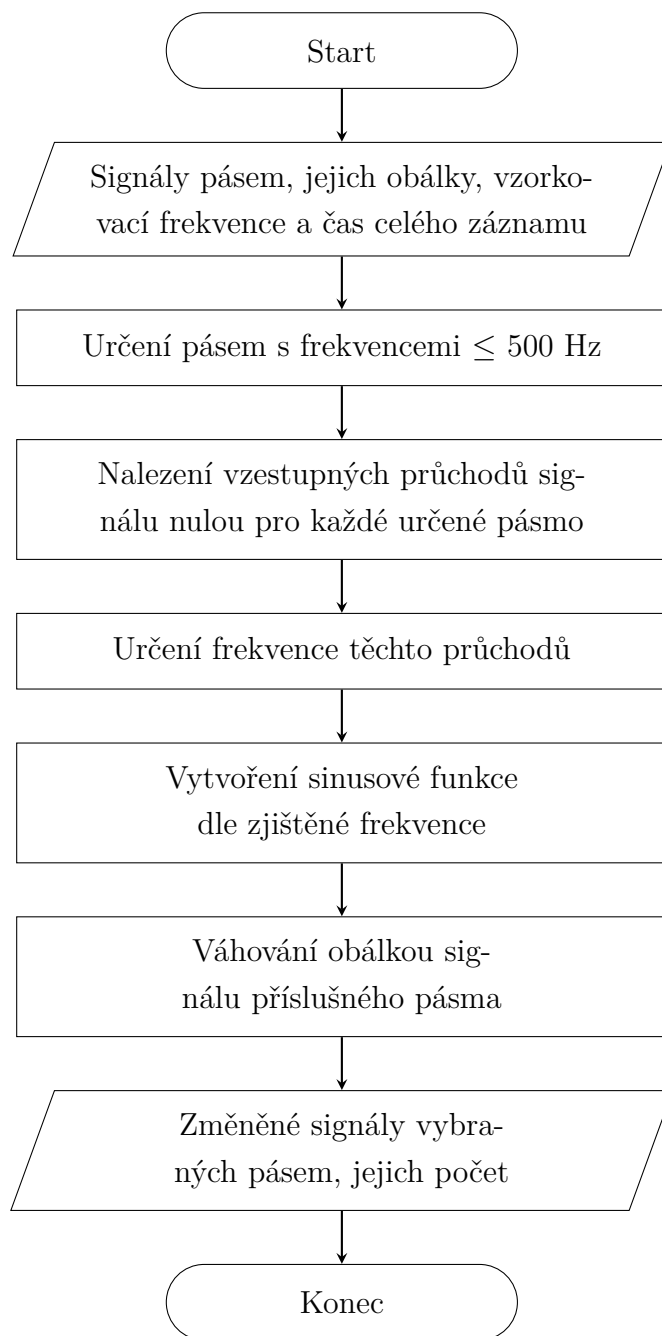 Start
Signály pásem, jejich obálky, vzorko-
vací frekvence a čas celého záznamu
Určení pásem s frekvencemi ≤ 500 Hz
Nalezení vzestupných průchodů sig-
nálu nulou pro každé určené pásmo
Určení frekvence těchto průchodů
Vytvoření sinusové funkce
dle zjištěné frekvence
Váhování obálkou sig-
nálu příslušného pásma
Změněné signály vybra-
ných pásem, jejich počet
Konec